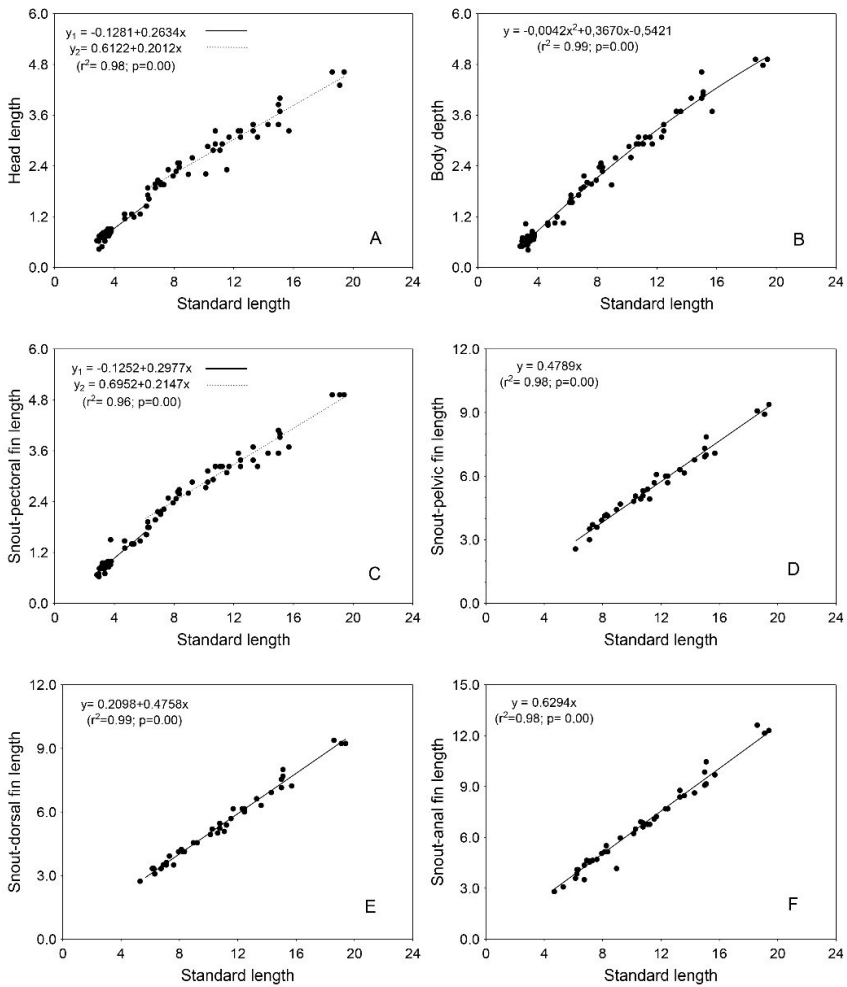 y₁ = -0.1281+0.2634x
y₂= 0.6122+0.2012x
(r²= 0.98; p=0.00)
6.0
4.8
3.6
2.4
1.2
0.0
Head length
A
0 4 8 12 16 20 24
Standard length
y = -0,0042x²+0,3670x-0,5421
(r²= 0.99; p=0.00)
6.0
4.8
3.6
2.4
1.2
0.0
Body depth
B
0 4 8 12 16 20 24
Standard length
y₁ = -0.1252+0.2977x
y₂ = 0.6952+0.2147x
(r²= 0.96; p=0.00)
6.0
4.8
3.6
2.4
1.2
0.0
Snout-pectoral fin length
C
0 4 8 12 16 20 24
Standard length
y = 0.4789x
(r²= 0.98; p=0.00)
12.0
9.0
6.0
3.0
0.0
Snout-pelvic fin length
D
0 4 8 12 16 20 24
Standard length
y= 0.2098+0.4758x
(r²=0.99; p=0.00)
12.0
9.0
6.0
3.0
0.0
Snout-dorsal fin length
E
0 4 8 12 16 20 24
Standard length
y = 0.6294x
(r²=0.98; p= 0.00)
15.0
12.0
9.0
6.0
3.0
0.0
Snout-anal fin length
F
0 4 8 12 16 20 24
Standard length